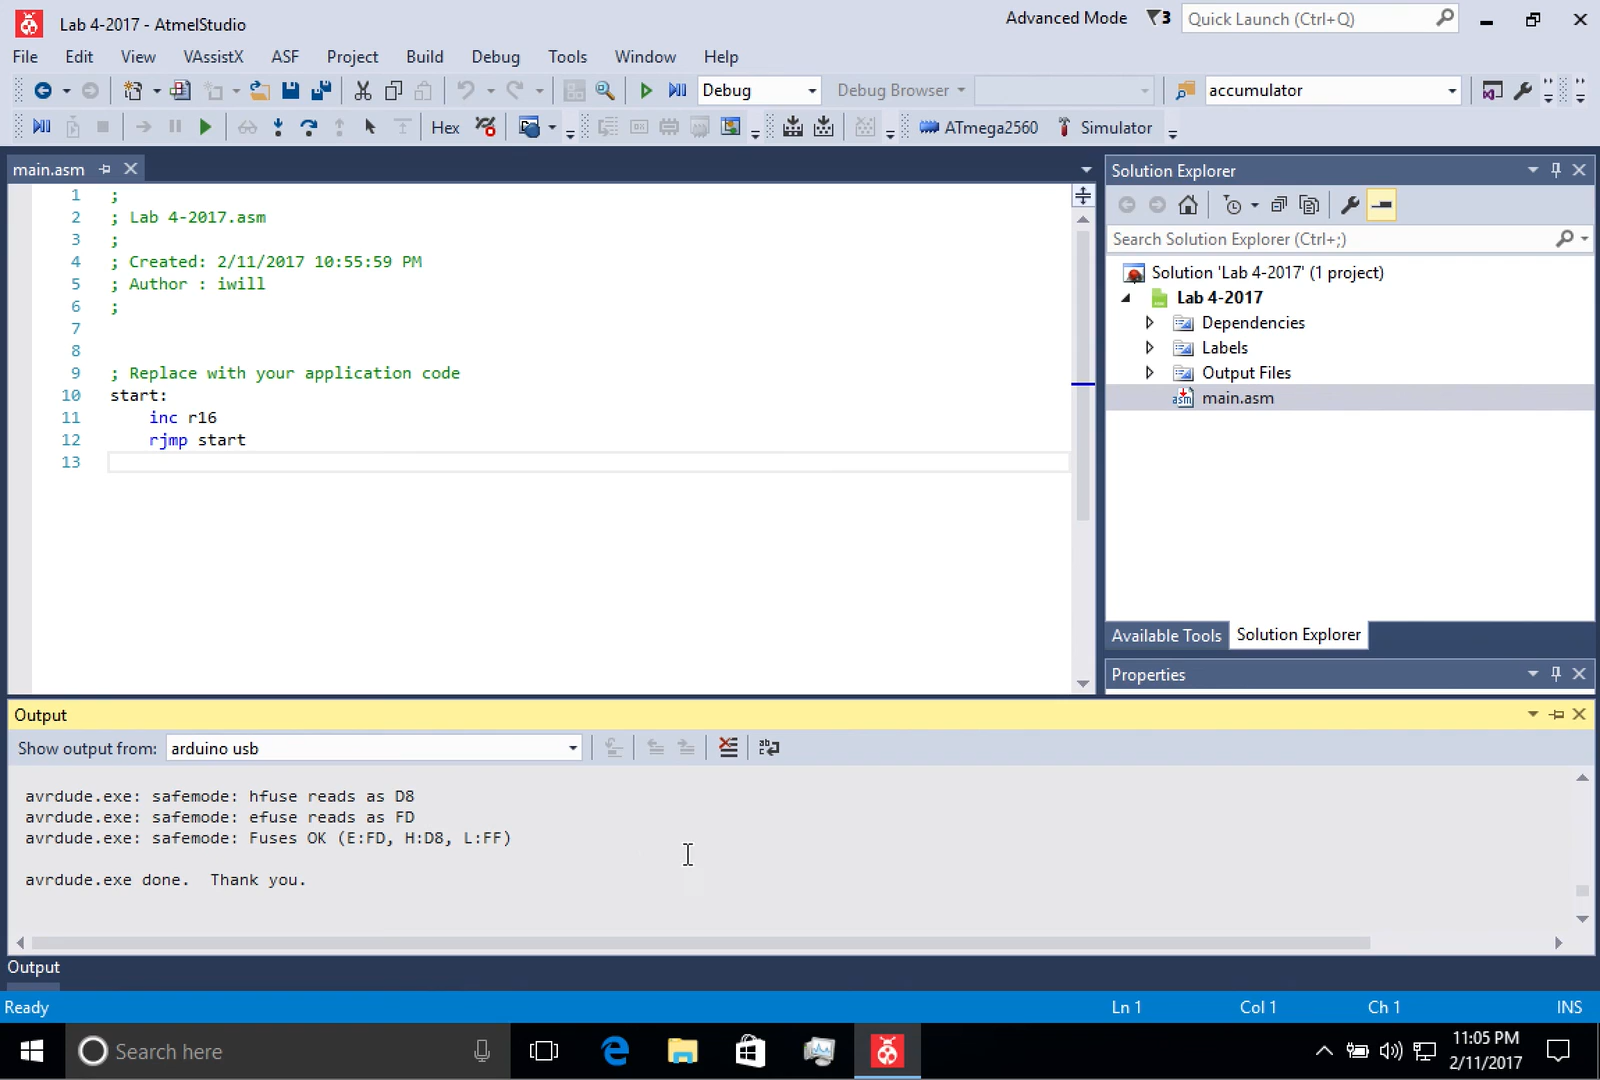 Lab 4-2017 - AtmelStudio
Advanced Mode
3
Quick Launch (Ctrl+Q)
File Edit View VAssistX ASF Project Build Debug Tools Window Help
Debug
Debug Browser
accumulator
Hex
ATmega2560
Simulator
main.asm
1 ;
2 ; Lab 4-2017.asm
3 ;
4 ; Created: 2/11/2017 10:55:59 PM
5 ; Author : iwill
6 ;
7
8
9 ; Replace with your application code
10 start:
11 inc r16
12 rjmp start
13
Solution Explorer
Search Solution Explorer (Ctrl+;)
Solution 'Lab 4-2017' (1 project)
Lab 4-2017
Dependencies
Labels
Output Files
asm main.asm
Available Tools Solution Explorer
Properties
Output
Show output from: arduino usb
avrdude.exe: safemode: hfuse reads as D8
avrdude.exe: safemode: efuse reads as FD
avrdude.exe: safemode: Fuses OK (E:FD, H:D8, L:FF)
avrdude.exe done.  Thank you.
Output
Ready
Ln 1
Col 1
Ch 1
INS
Search here
11:05 PM
2/11/2017